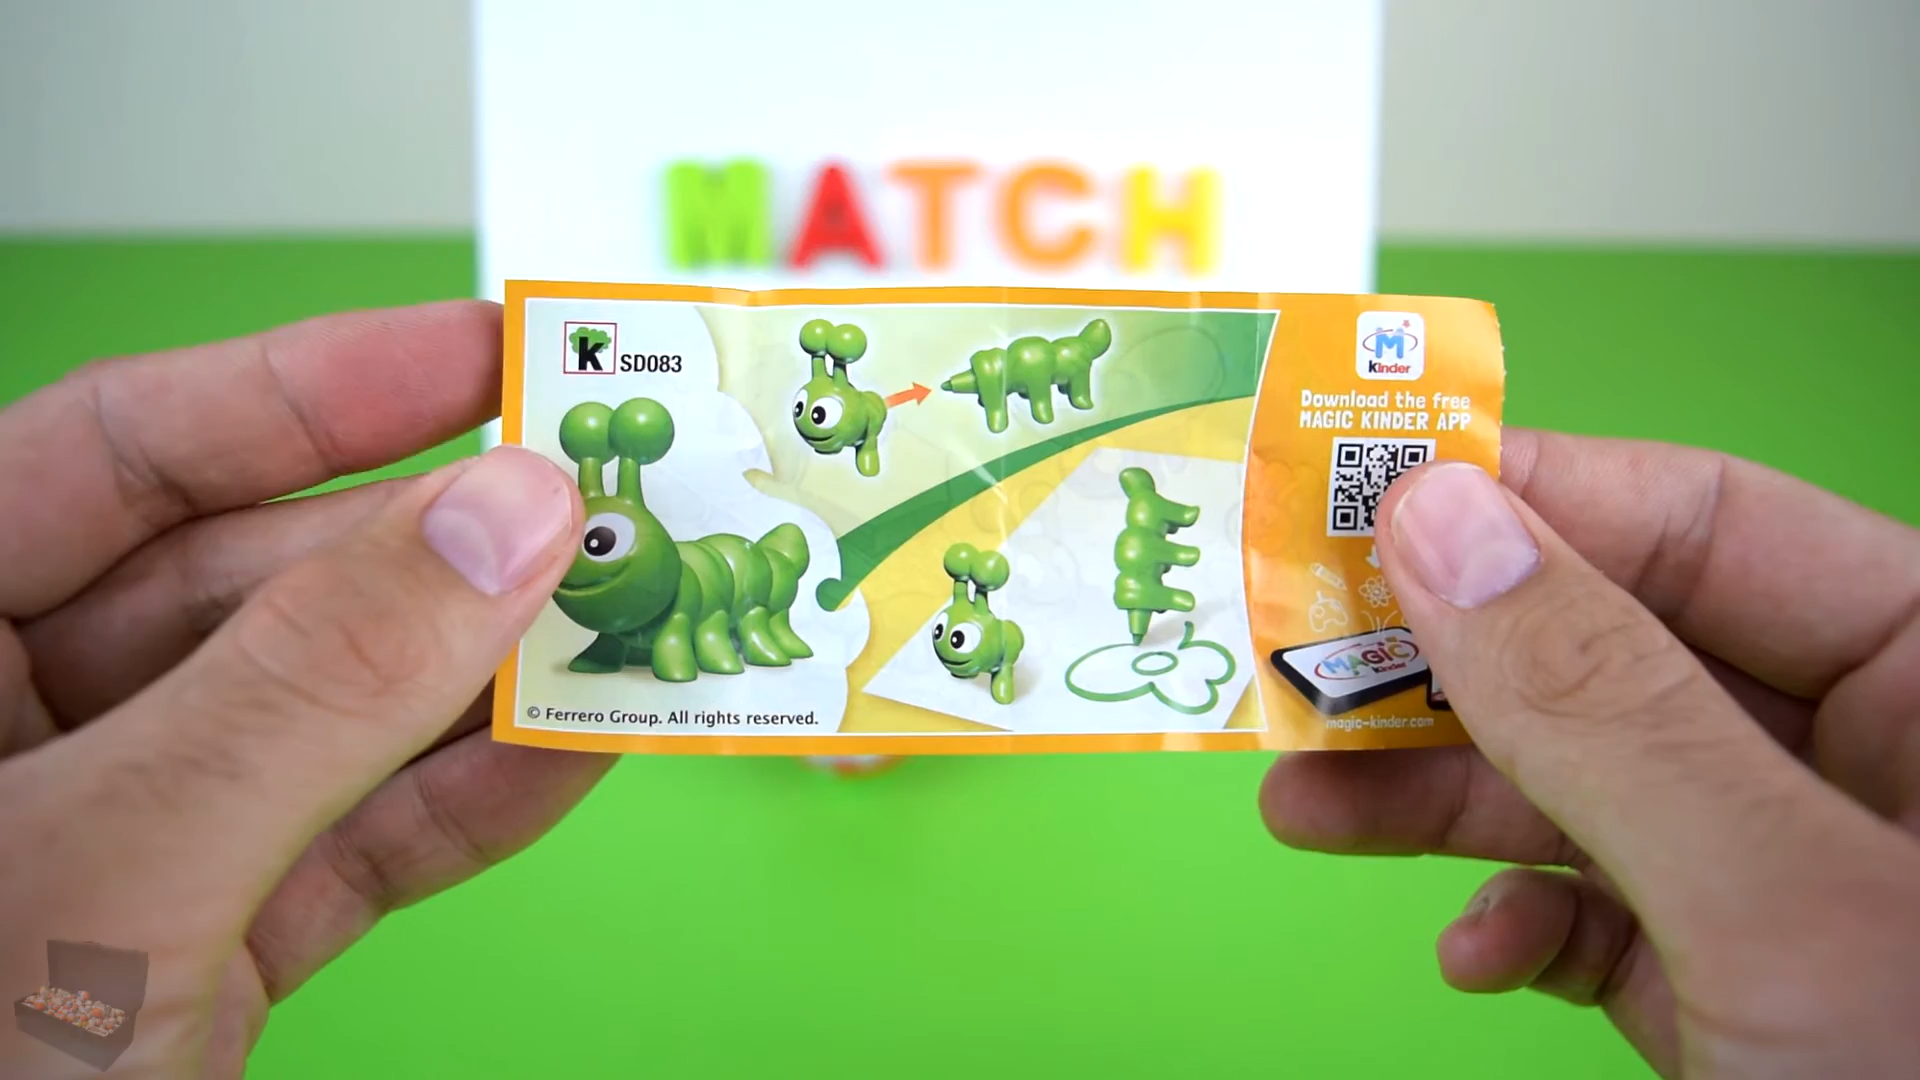 MATCH
k SD083
M
kinder
Download the free
MAGIC KINDER APP
MAGIC
kinder
magic-kinder.com
© Ferrero Group. All rights reserved.